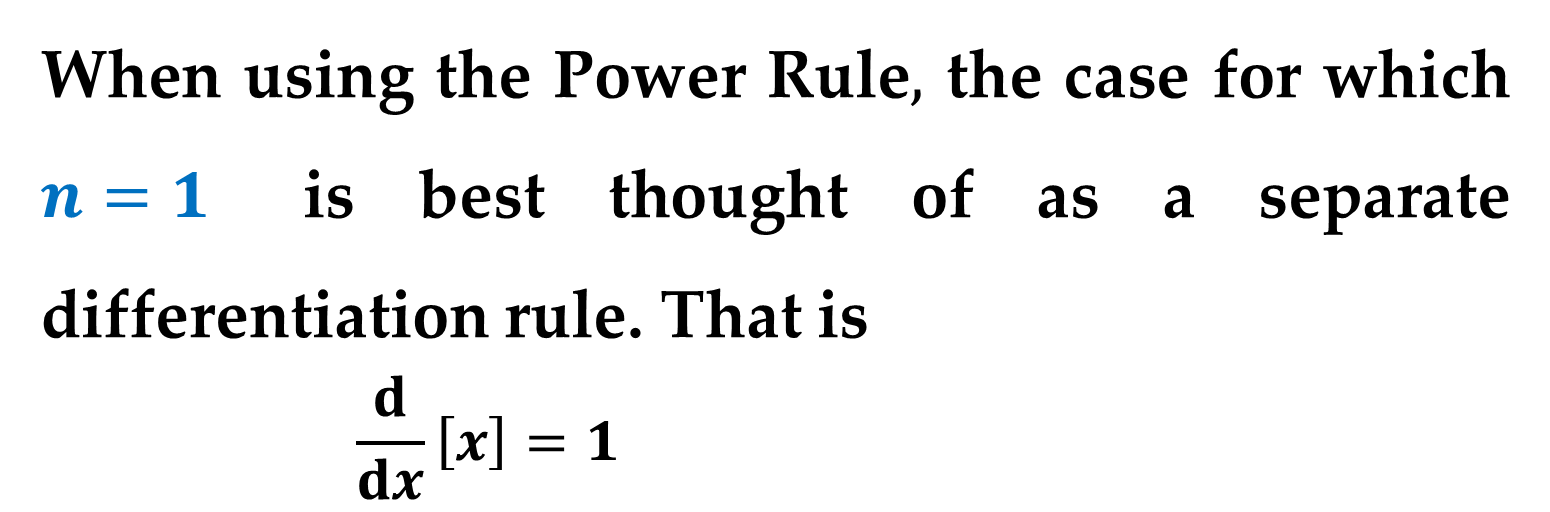 When using the Power Rule, the case for which
n = 1 is best thought of as a separate
differentiation rule. That is
d/dx [x] = 1